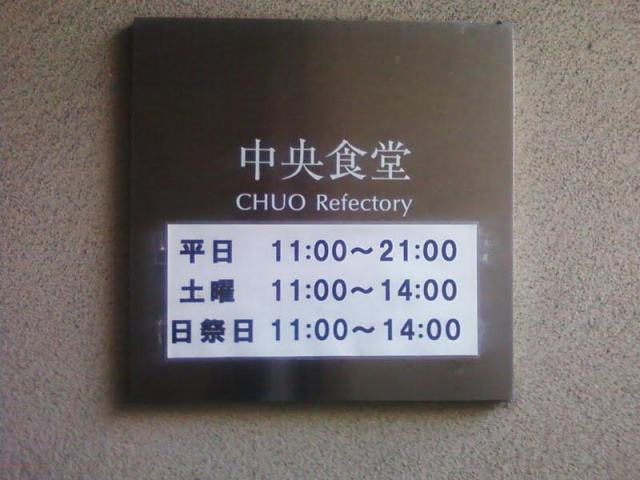 中央食堂
CHUO Refectory
平日 11:00～21:00
土曜 11:00～14:00
日祭日 11:00～14:00